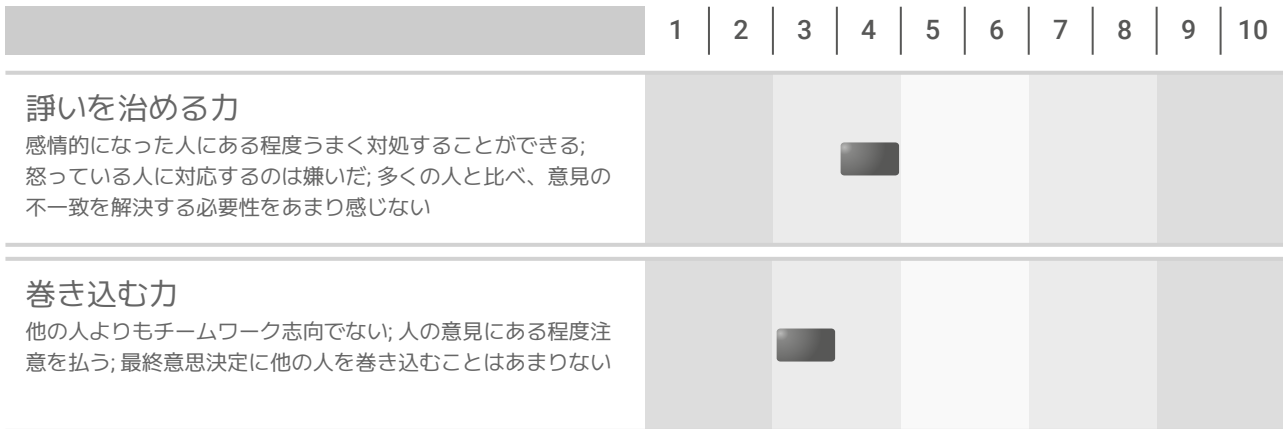 1 2 3 4 5 6 7 8 9 10
諍いを治める力
感情的になった人にある程度うまく対処することができる;
怒っている人に対応するのは嫌いだ; 多くの人と比べ、意見の
不一致を解決する必要性をあまり感じない
巻き込む力
他の人よりもチームワーク志向でない; 人の意見にある程度注
意を払う; 最終意思決定に他の人を巻き込むことはあまりない